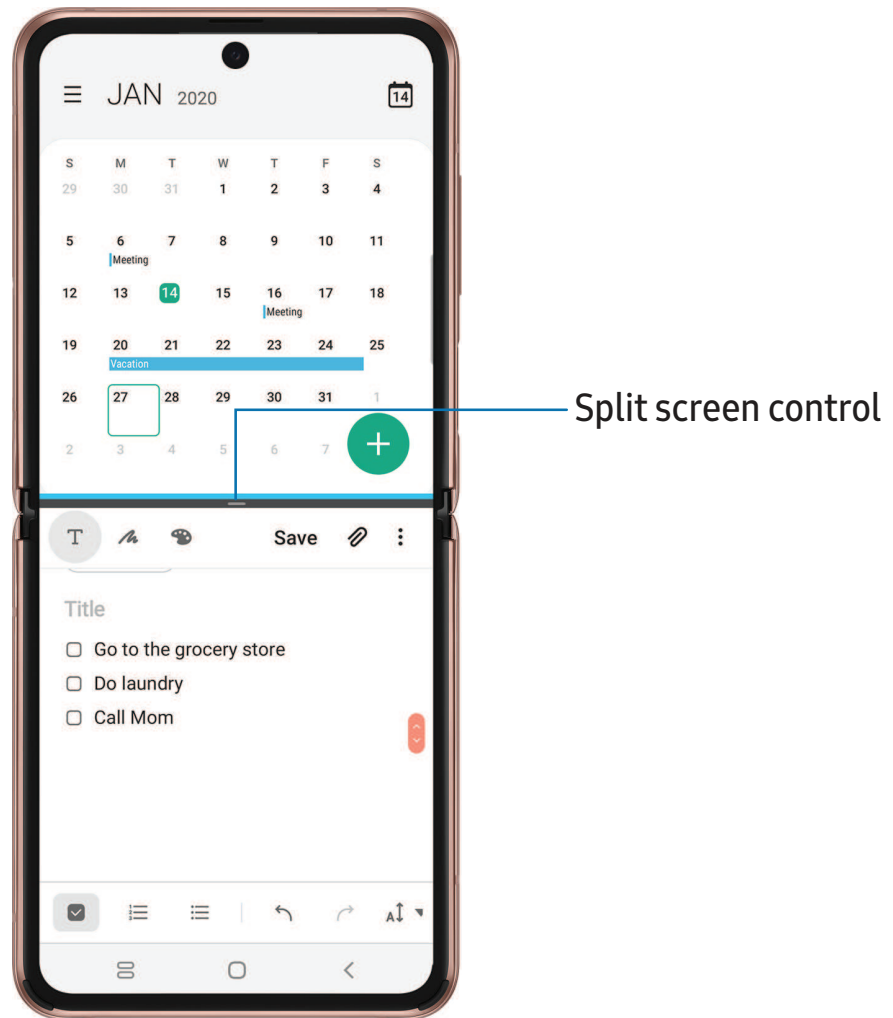 JAN 2020 14
S M T W T F S
29 30 31 1 2 3 4
5 6 7 8 9 10 11
Meeting
12 13 14 15 16 17 18
Meeting
19 20 21 22 23 24 25
Vacation
26 27 28 29 30 31 1
Split screen control
2 3 4 5 6 7
+
T Save
Title
Go to the grocery store
Do laundry
Call Mom
A